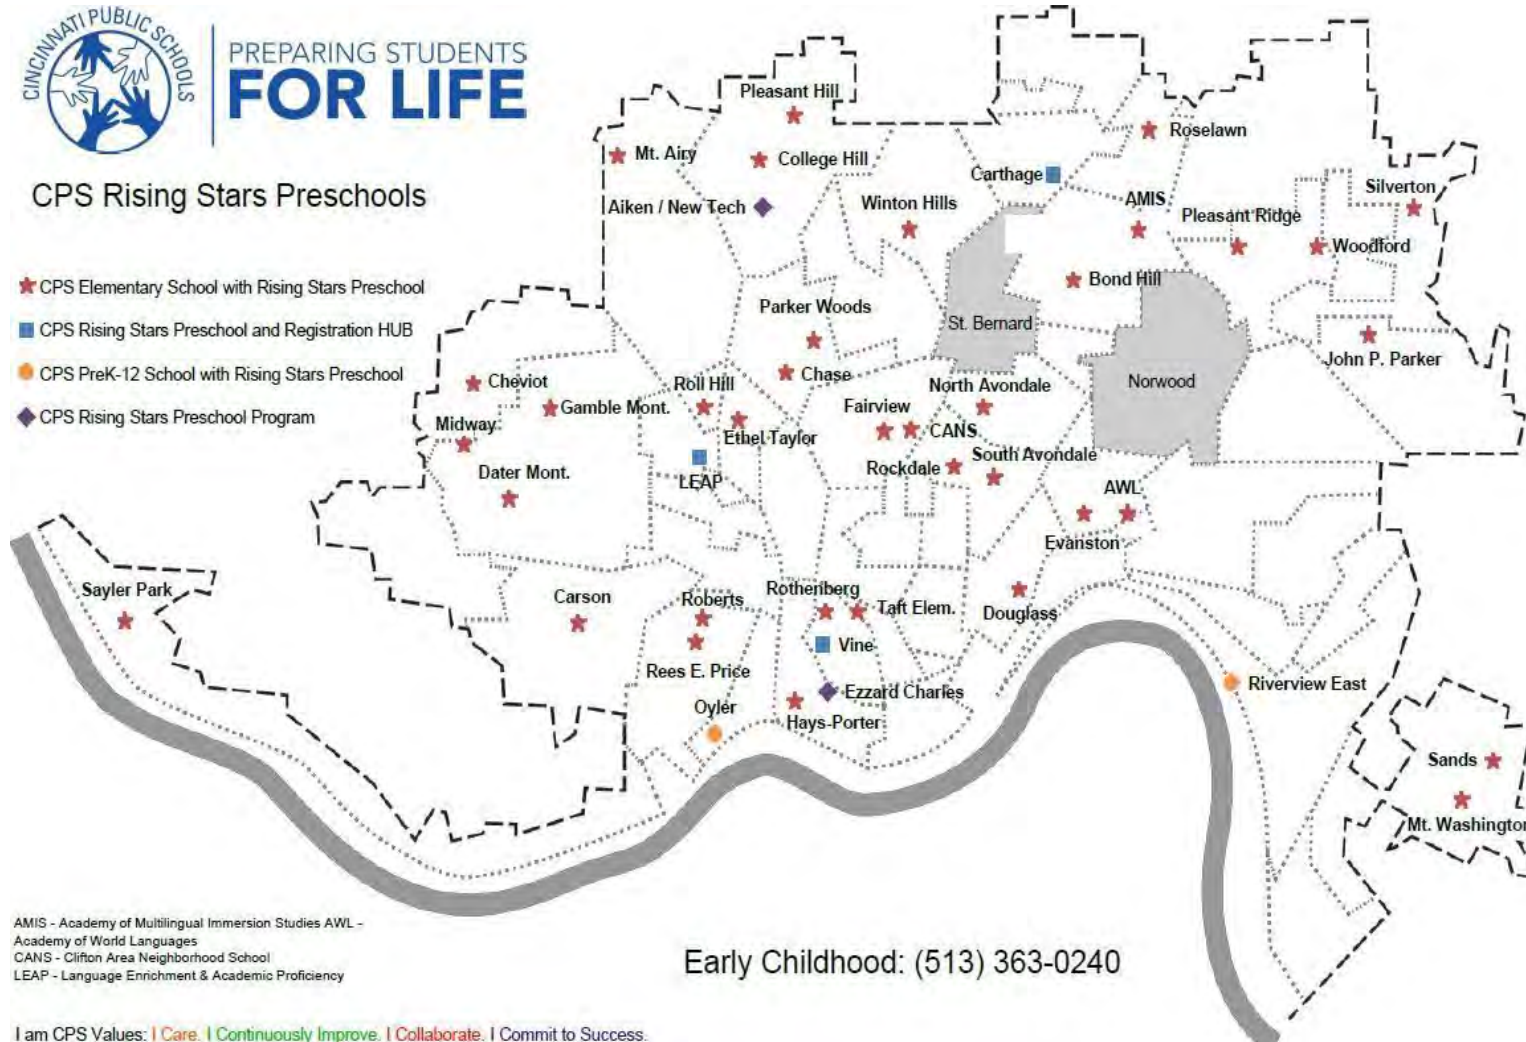 CINCINNATI PUBLIC SCHOOLS
PREPARING STUDENTS
FOR LIFE
CPS Rising Stars Preschools
CPS Elementary School with Rising Stars Preschool
CPS Rising Stars Preschool and Registration HUB
CPS PreK-12 School with Rising Stars Preschool
CPS Rising Stars Preschool Program
Pleasant Hill
Roselawn
Mt. Airy
College Hill
Carthage
Silverton
AMIS
Aiken / New Tech
Winton Hills
Pleasant Ridge
Woodford
Bond Hill
Parker Woods
St. Bernard
John P. Parker
Cheviot
Roll Hill
Chase
North Avondale
Norwood
Gamble Mont.
Fairview
Midway
Ethel Taylor
CANS
Dater Mont.
LEAP
Rockdale
South Avondale
AWL
Evanston
Sayler Park
Carson
Roberts
Rothenberg
Taft Elem.
Douglass
Vine
Rees E. Price
Riverview East
Oyler
Ezzard Charles
Hays-Porter
Sands
Mt. Washington
AMIS - Academy of Multilingual Immersion Studies AWL -
Academy of World Languages
CANS - Clifton Area Neighborhood School
LEAP - Language Enrichment & Academic Proficiency
Early Childhood: (513) 363-0240
I am CPS Values: I Care. I Continuously Improve. I Collaborate. I Commit to Success.